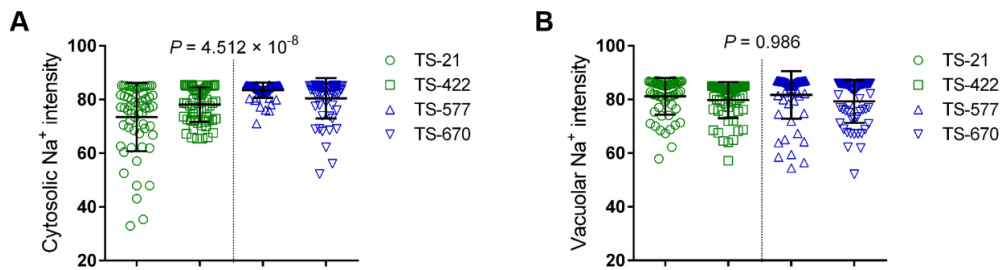 A
Cytosolic Na⁺ intensity
100
80
60
40
20
P = 4.512 × 10⁻⁸
TS-21
TS-422
TS-577
TS-670
B
Vacuolar Na⁺ intensity
100
80
60
40
20
P = 0.986
TS-21
TS-422
TS-577
TS-670